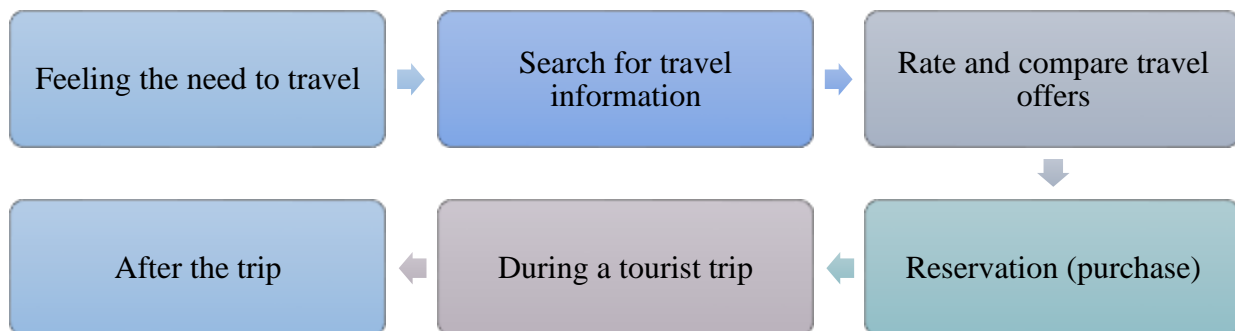 Feeling the need to travel
Search for travel
information
Rate and compare travel
offers
Reservation (purchase)
During a tourist trip
After the trip